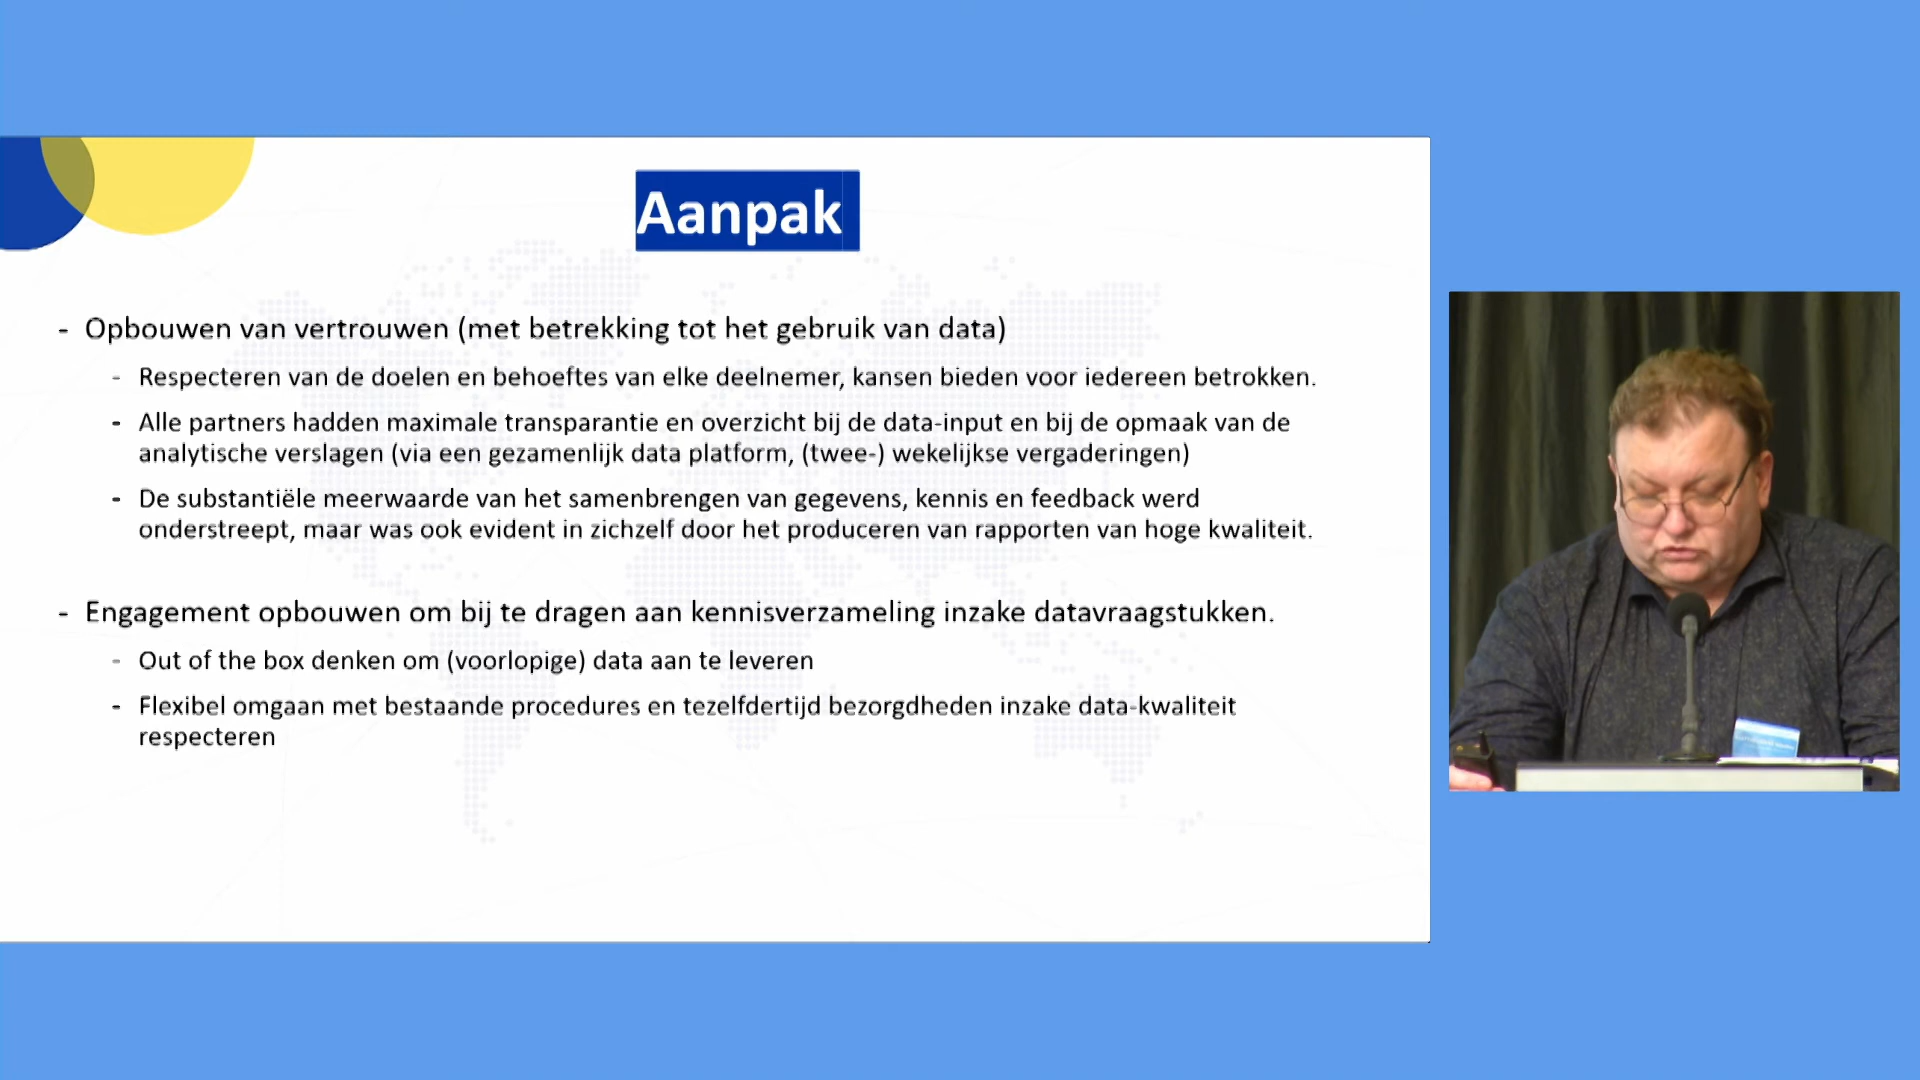 Aanpak
- Opbouwen van vertrouwen (met betrekking tot het gebruik van data)
- Respecteren van de doelen en behoeftes van elke deelnemer, kansen bieden voor iedereen betrokken.
- Alle partners hadden maximale transparantie en overzicht bij de data-input en bij de opmaak van de
analytische verslagen (via een gezamenlijk data platform, (twee-) wekelijkse vergaderingen)
- De substantiële meerwaarde van het samenbrengen van gegevens, kennis en feedback werd
onderstreept, maar was ook evident in zichzelf door het produceren van rapporten van hoge kwaliteit.
- Engagement opbouwen om bij te dragen aan kennisverzameling inzake datavraagstukken.
- Out of the box denken om (voorlopige) data aan te leveren
- Flexibel omgaan met bestaande procedures en tezelfdertijd bezorgdheden inzake data-kwaliteit
respecteren